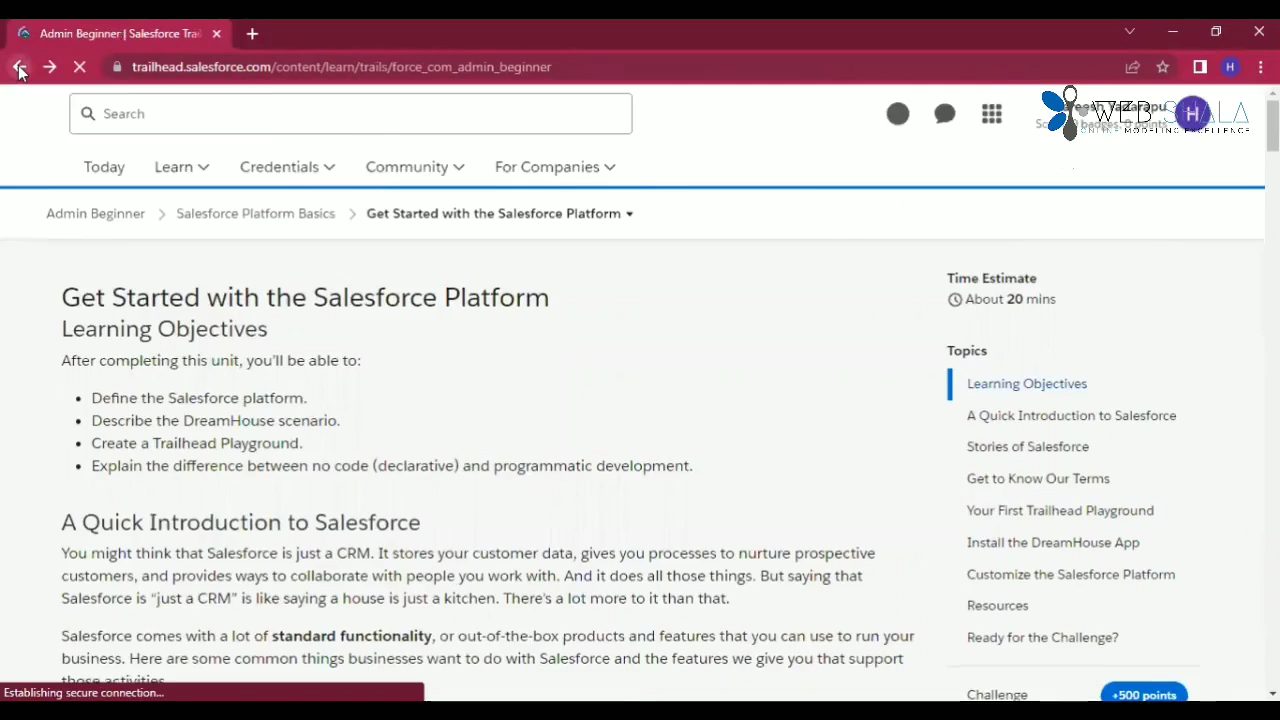 Admin Beginner | Salesforce Trai
trailhead.salesforce.com/content/learn/trails/force_com_admin_beginner
H
Search
WEB SHALA
H
Today
Learn
Credentials
Community
For Companies
Admin Beginner
Salesforce Platform Basics
Get Started with the Salesforce Platform
Get Started with the Salesforce Platform
Learning Objectives
After completing this unit, you'll be able to:
• Define the Salesforce platform.
• Describe the DreamHouse scenario.
• Create a Trailhead Playground.
• Explain the difference between no code (declarative) and programmatic development.
A Quick Introduction to Salesforce
You might think that Salesforce is just a CRM. It stores your customer data, gives you processes to nurture prospective
customers, and provides ways to collaborate with people you work with. And it does all those things. But saying that
Salesforce is “just a CRM” is like saying a house is just a kitchen. There's a lot more to it than that.
Salesforce comes with a lot of standard functionality, or out-of-the-box products and features that you can use to run your
business. Here are some common things businesses want to do with Salesforce and the features we give you that support
those activities
Time Estimate
About 20 mins
Topics
Learning Objectives
A Quick Introduction to Salesforce
Stories of Salesforce
Get to Know Our Terms
Your First Trailhead Playground
Install the DreamHouse App
Customize the Salesforce Platform
Resources
Ready for the Challenge?
Challenge
+500 points
Establishing secure connection...